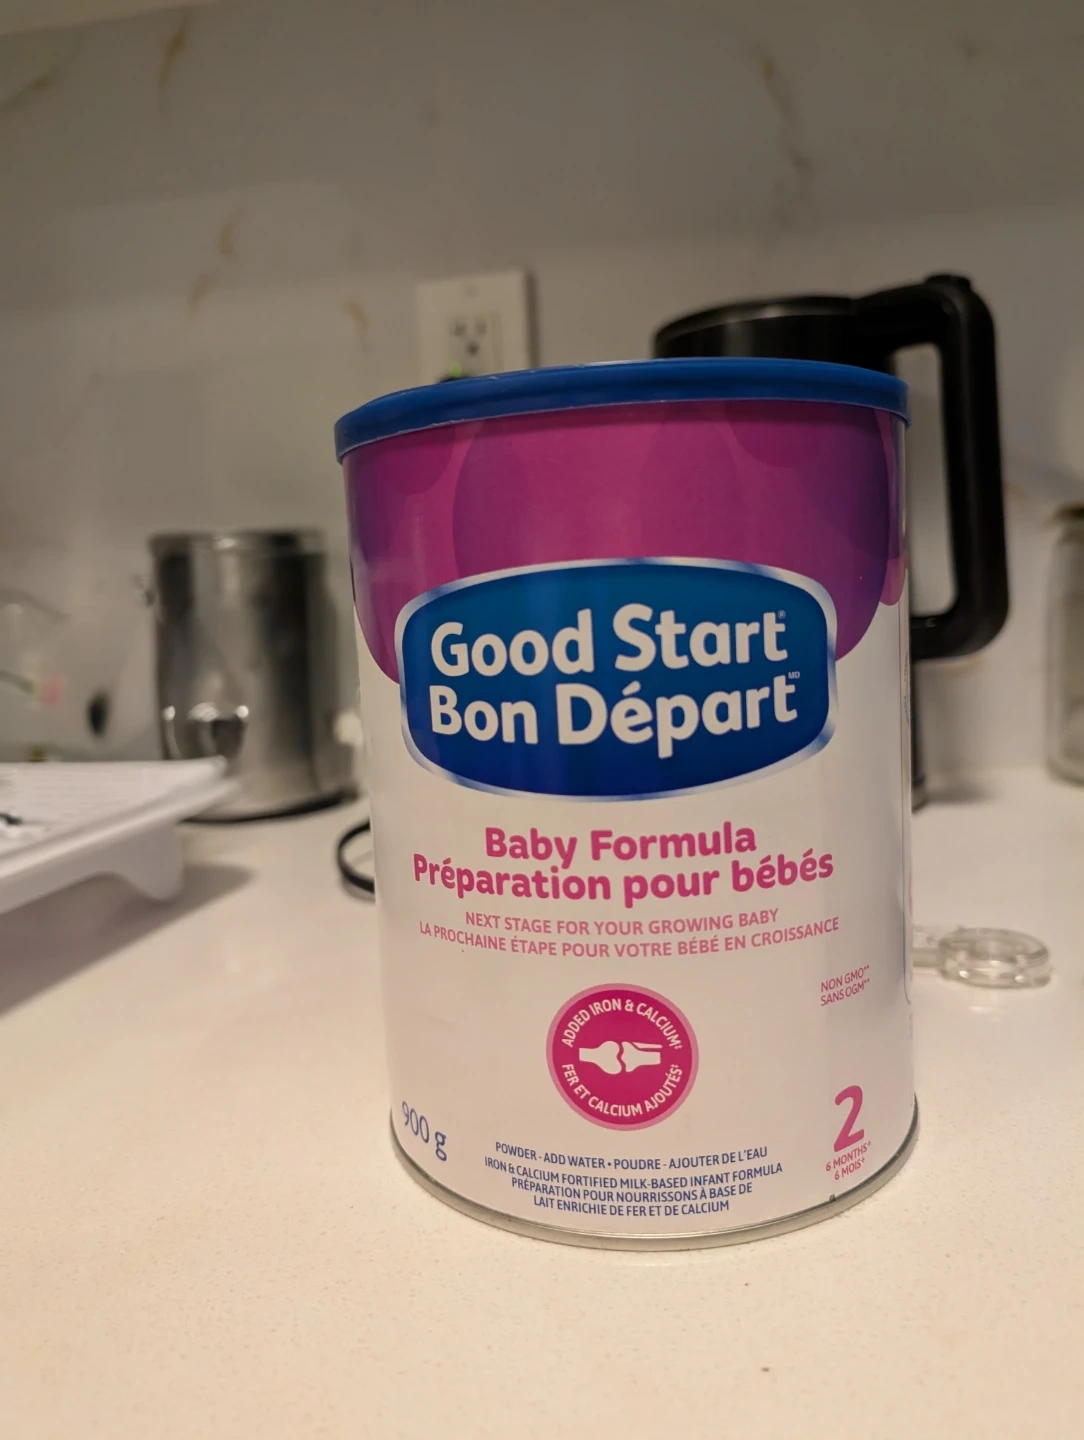 Good Start®
Bon Départ MD
Baby Formula
Préparation pour bébés
NEXT STAGE FOR YOUR GROWING BABY
LA PROCHAINE ÉTAPE POUR VOTRE BÉBÉ EN CROISSANCE
NON GMO**
SANS OGM**
ADDED IRON & CALCIUM‡
FER ET CALCIUM AJOUTÉS‡
900 g
2
6 MONTHS+
6 MOIS+
POWDER - ADD WATER • POUDRE - AJOUTER DE L'EAU
IRON & CALCIUM FORTIFIED MILK-BASED INFANT FORMULA
PRÉPARATION POUR NOURRISSONS À BASE DE
LAIT ENRICHIE DE FER ET DE CALCIUM